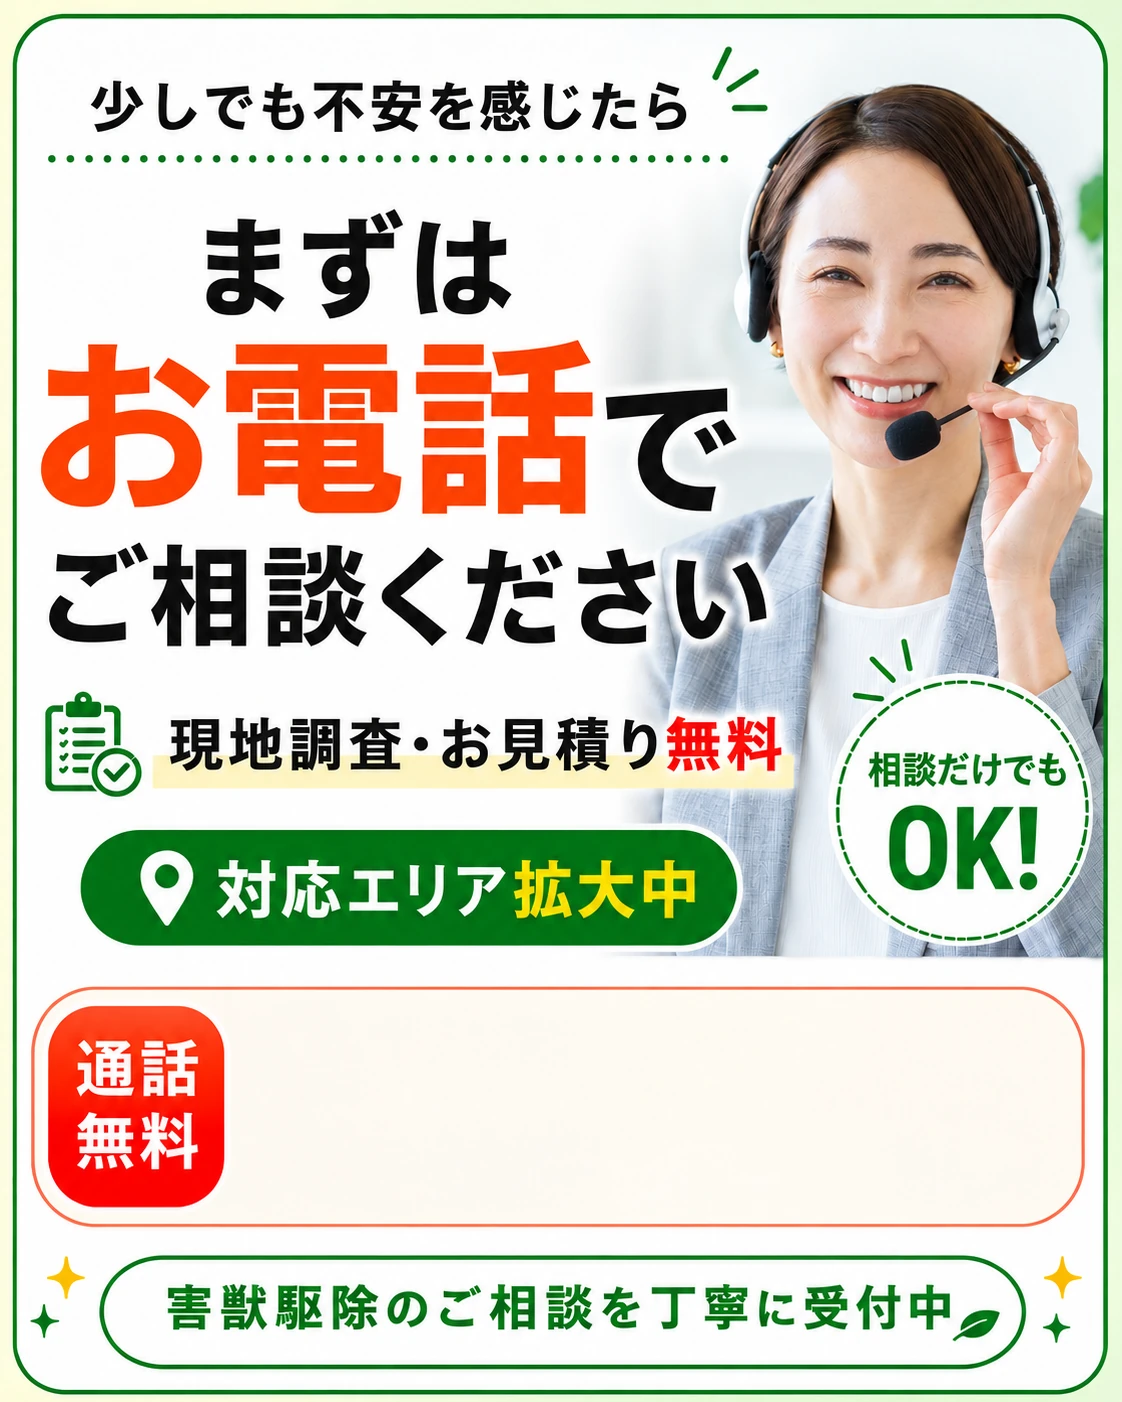 少しでも不安を感じたら
まずは
お電話で
ご相談ください
現地調査・お見積り無料
相談だけでも
OK!
対応エリア拡大中
通話
無料
害獣駆除のご相談を丁寧に受付中